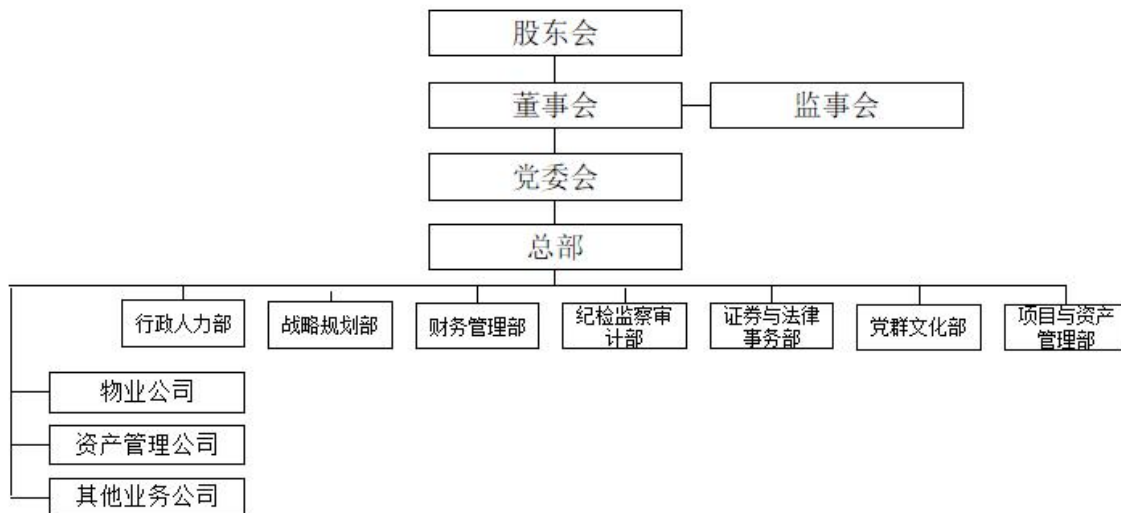 股东会
董事会
监事会
党委会
总部
行政人力部
战略规划部
财务管理部
纪检监察审
计部
证券与法律
事务部
党群文化部
项目与资产
管理部
物业公司
资产管理公司
其他业务公司